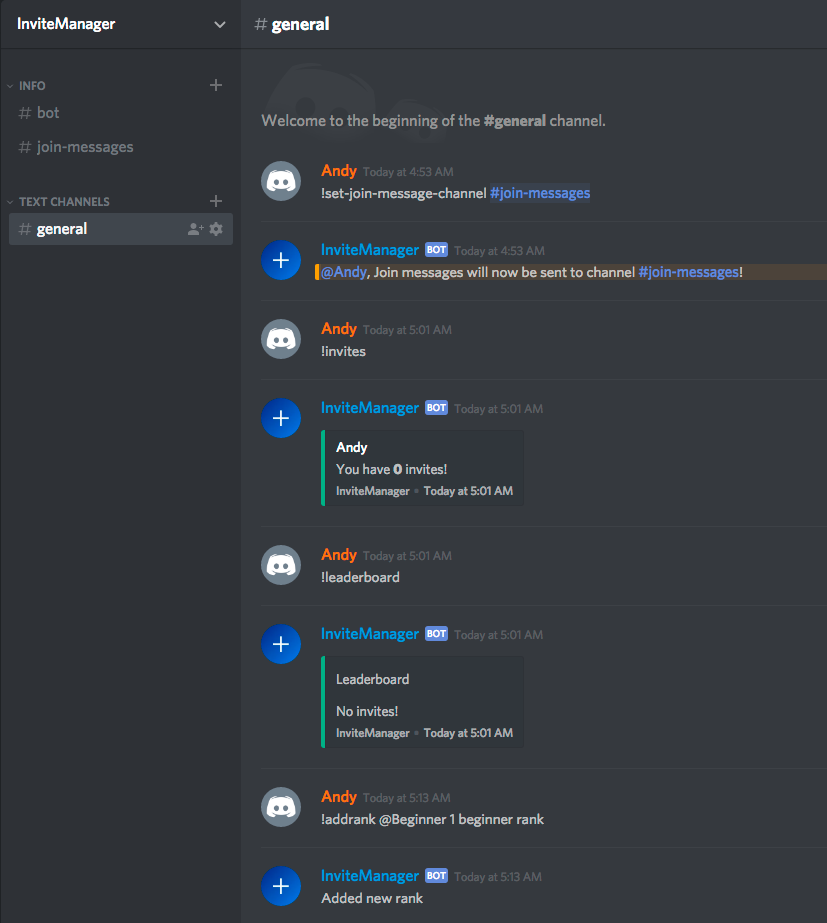 InviteManager
# general
INFO
# bot
# join-messages
TEXT CHANNELS
# general
Welcome to the beginning of the #general channel.
Andy Today at 4:53 AM
!set-join-message-channel #join-messages
InviteManager BOT Today at 4:53 AM
@Andy, Join messages will now be sent to channel #join-messages!
Andy Today at 5:01 AM
!invites
InviteManager BOT Today at 5:01 AM
Andy
You have 0 invites!
InviteManager • Today at 5:01 AM
Andy Today at 5:01 AM
!leaderboard
InviteManager BOT Today at 5:01 AM
Leaderboard
No invites!
InviteManager • Today at 5:01 AM
Andy Today at 5:13 AM
!addrank @Beginner 1 beginner rank
InviteManager BOT Today at 5:13 AM
Added new rank